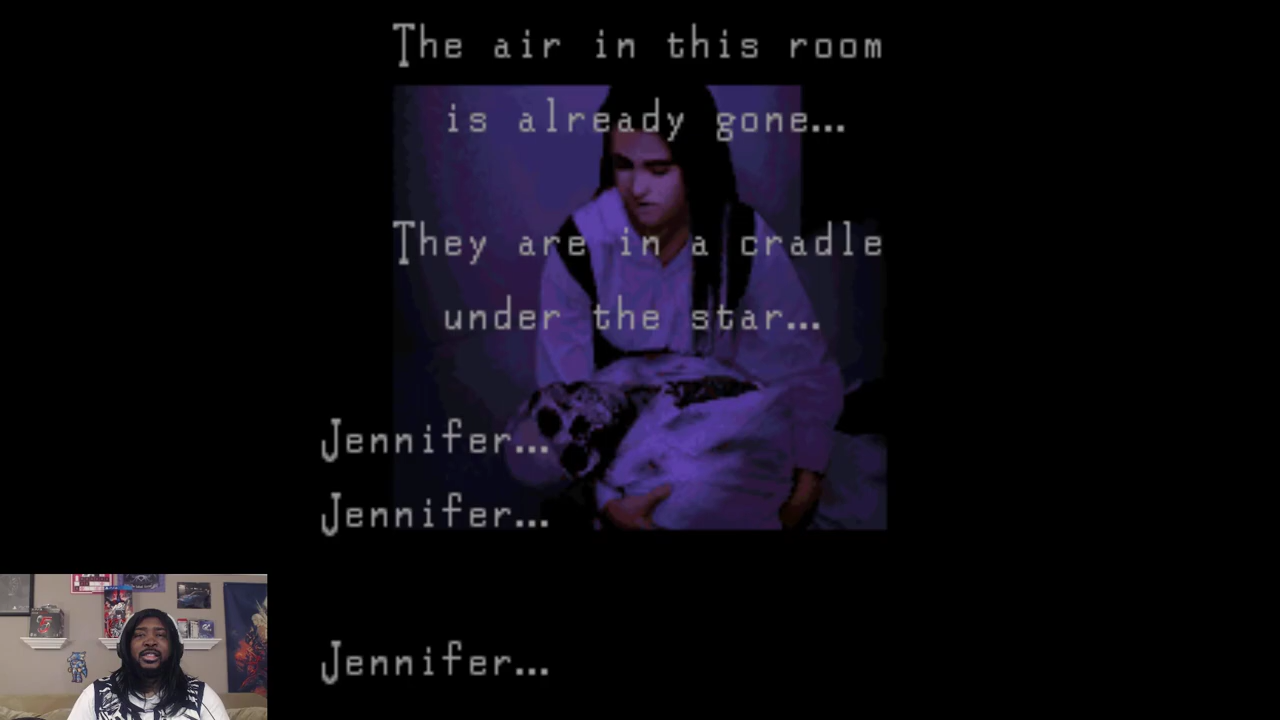 The air in this room
is already gone...
They are in a cradle
under the star...
Jennifer...
Jennifer...
Jennifer...